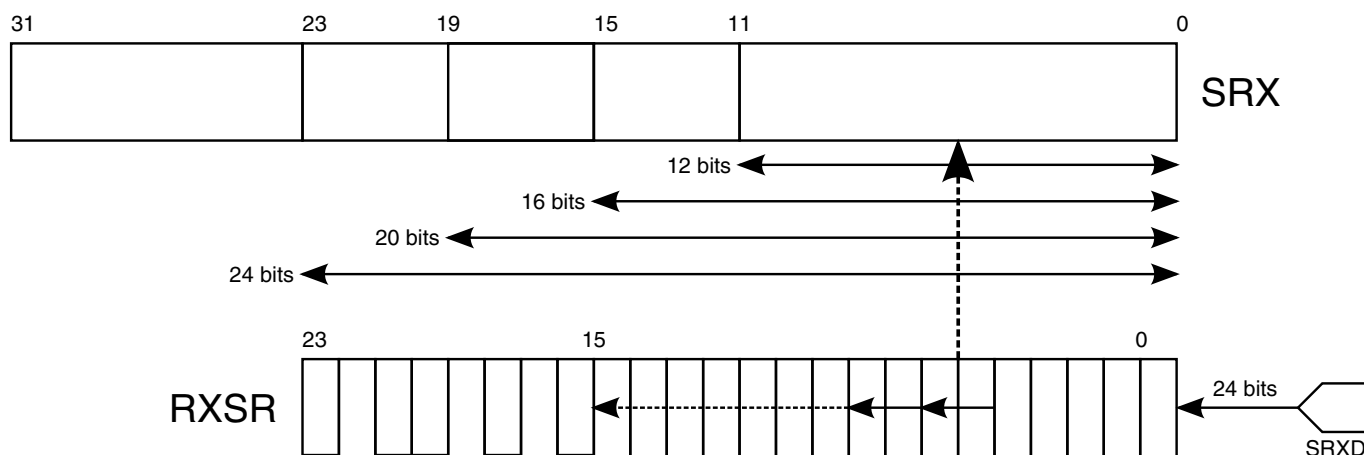 31 23 19 15 11 0
SRX
12 bits
16 bits
20 bits
24 bits
23 15 0
RXSR
24 bits
SRXD